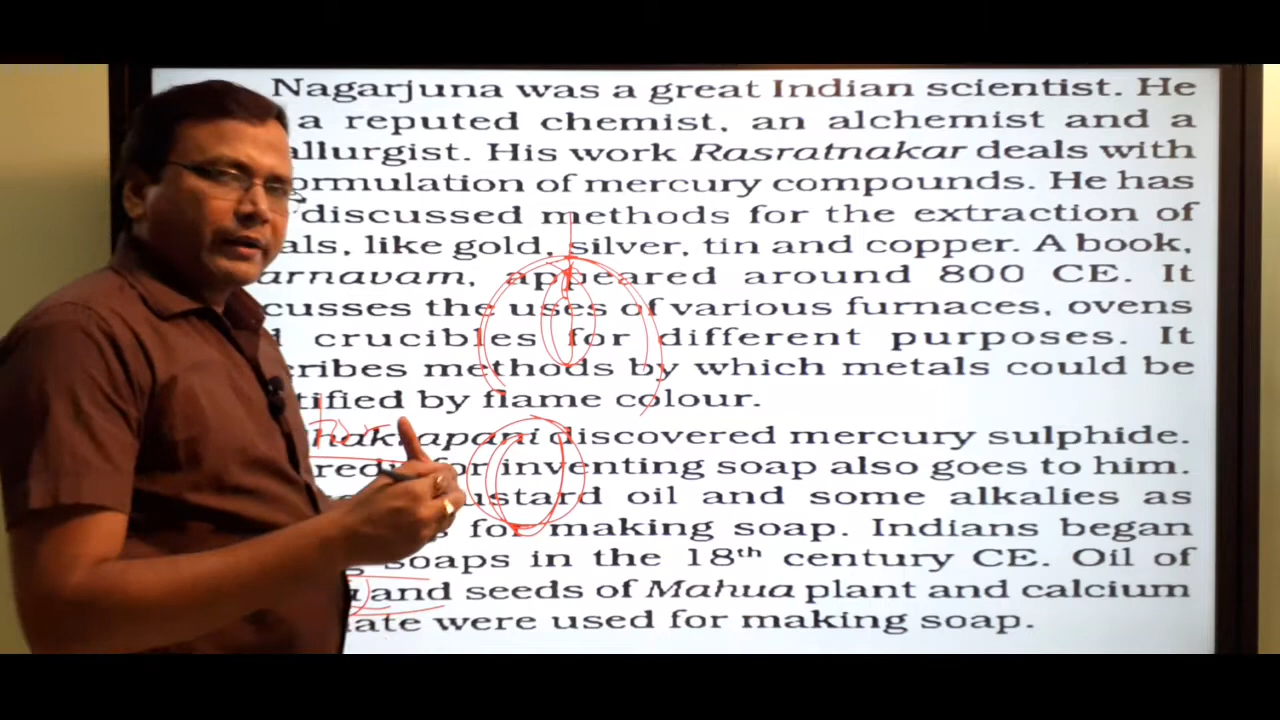 Nagarjuna was a great Indian scientist. He
a reputed chemist, an alchemist and a
allurgist. His work Rasratnakar deals with
ormulation of mercury compounds. He has
discussed methods for the extraction of
als, like gold, silver, tin and copper. A book,
arnavam, appeared around 800 CE. It
cusses the uses of various furnaces, ovens
crucibles for different purposes. It
cribes methods by which metals could be
tified by flame colour.
hakrapani discovered mercury sulphide.
for inventing soap also goes to him.
ustard oil and some alkalies as
for making soap. Indians began
soaps in the 18th century CE. Oil of
and seeds of Mahua plant and calcium
were used for making soap.